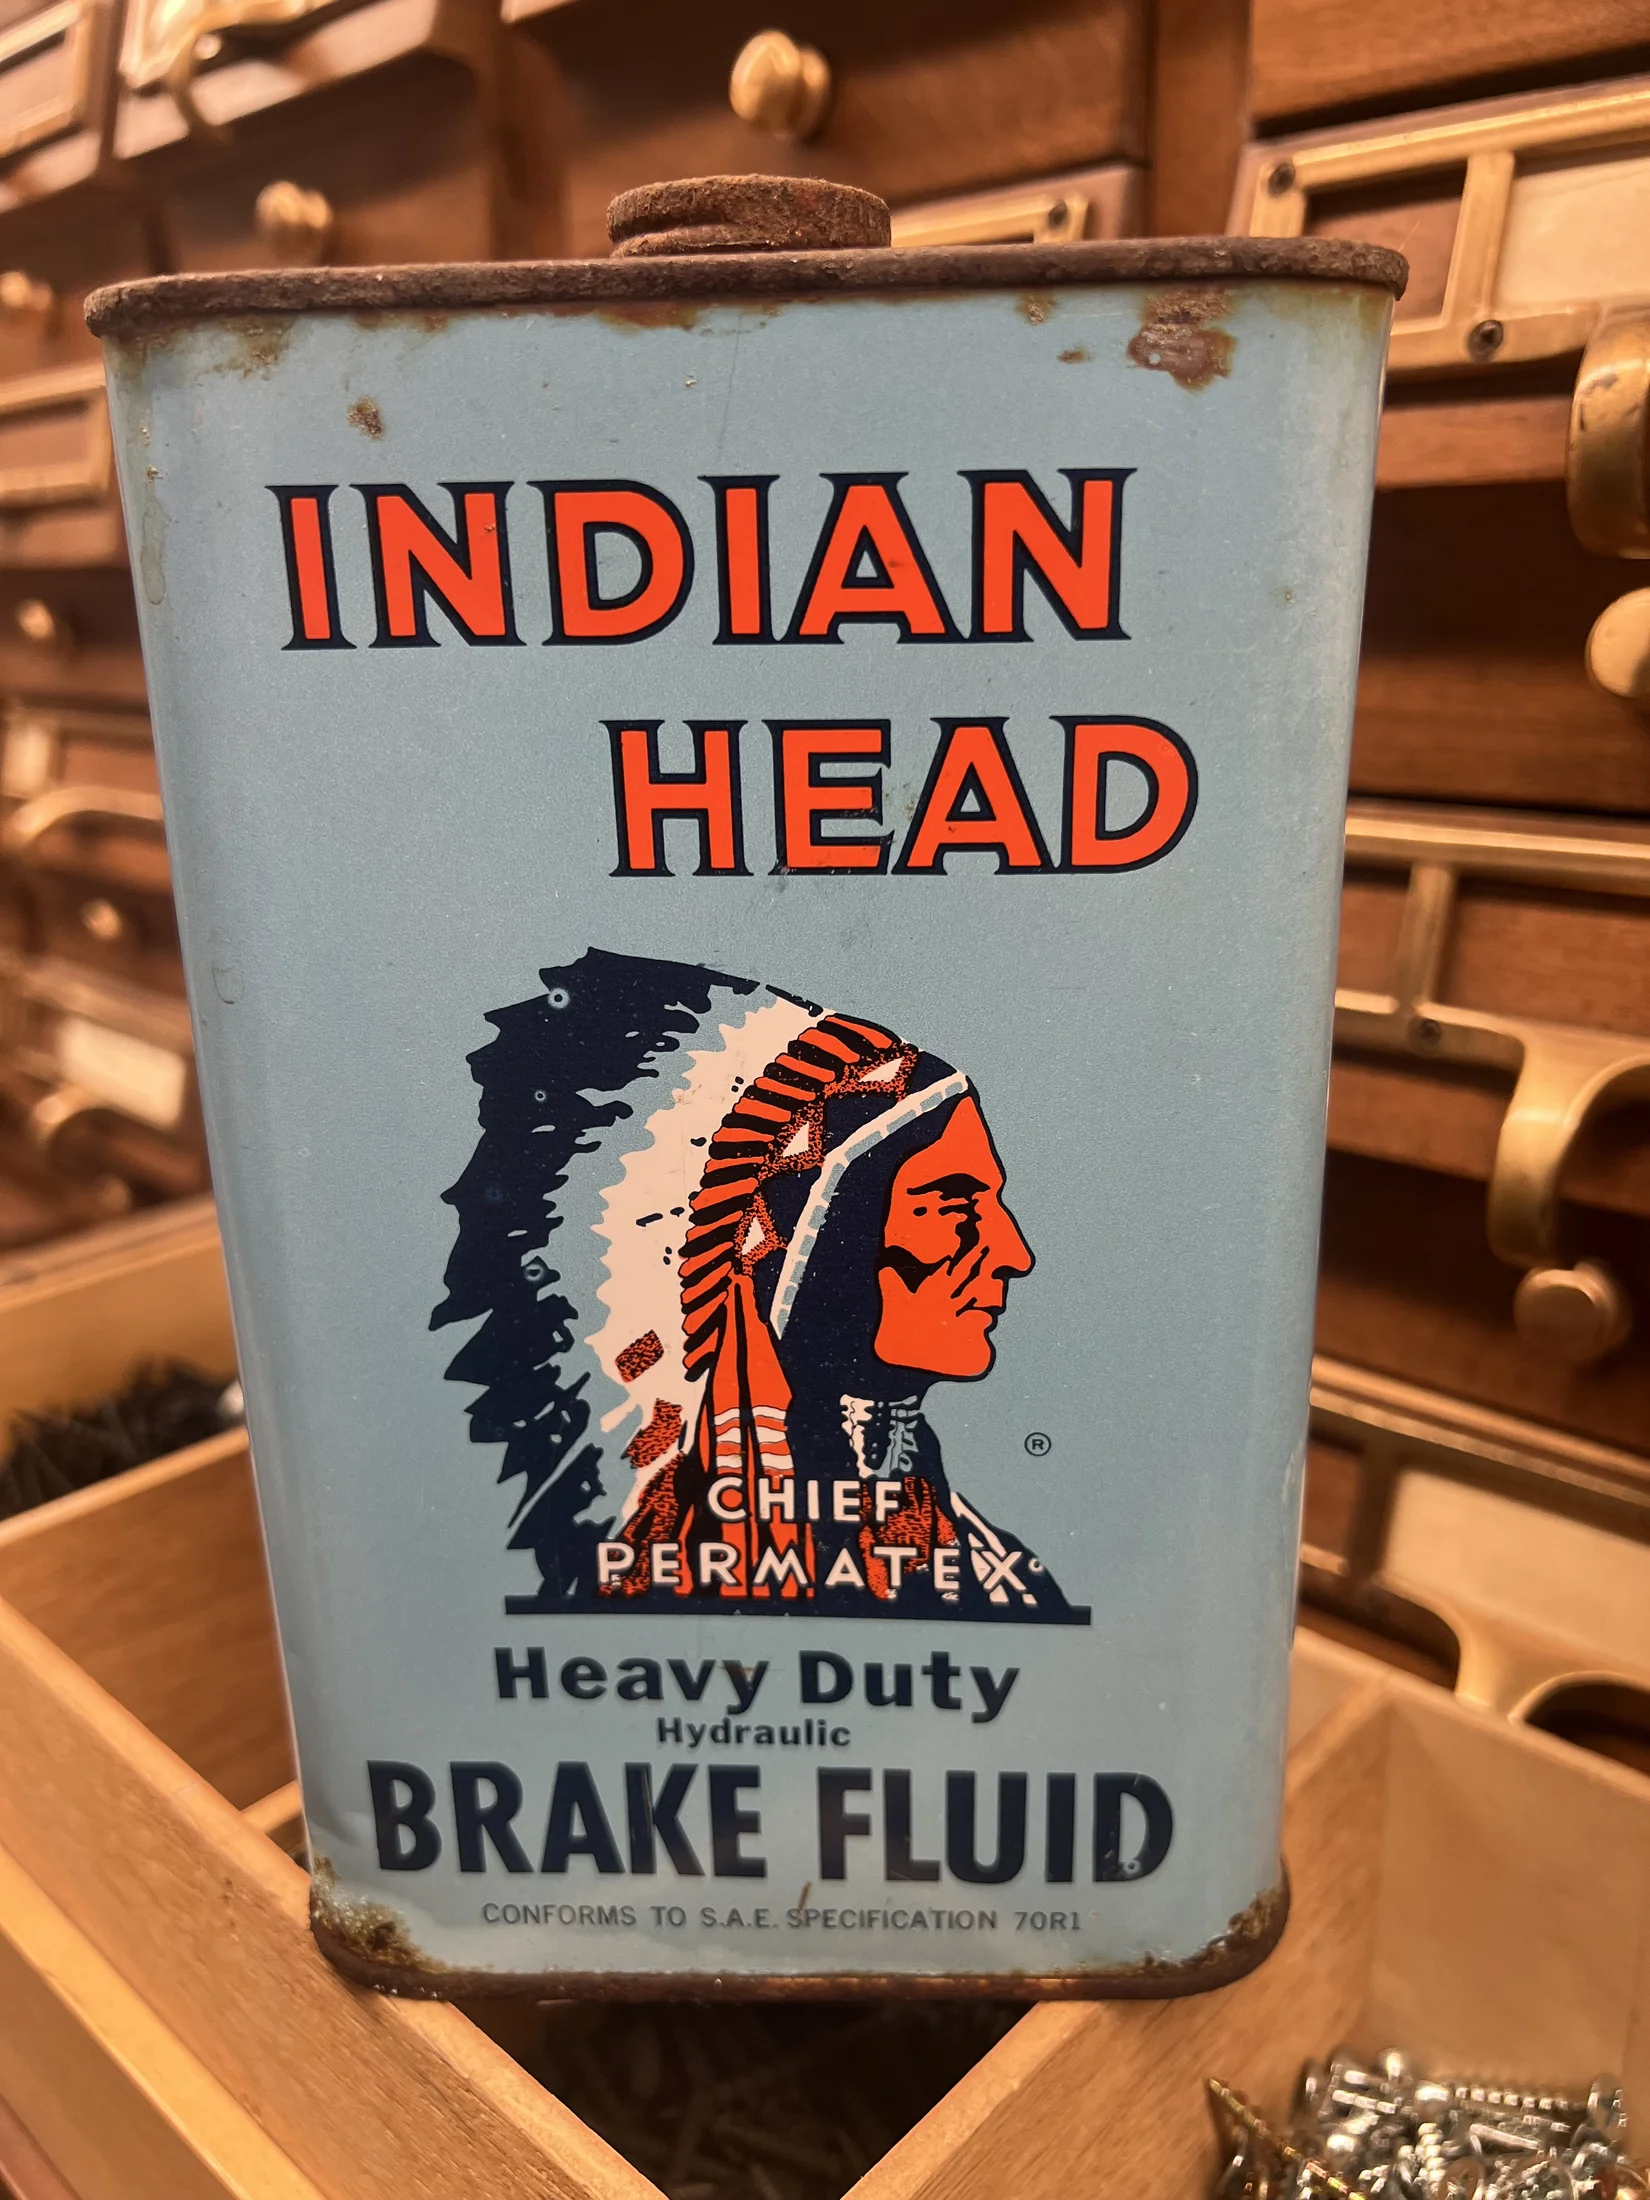 INDIAN
HEAD
®
CHIEF
PERMATEX
Heavy Duty
Hydraulic
BRAKE FLUID
CONFORMS TO S.A.E. SPECIFICATION 70R1